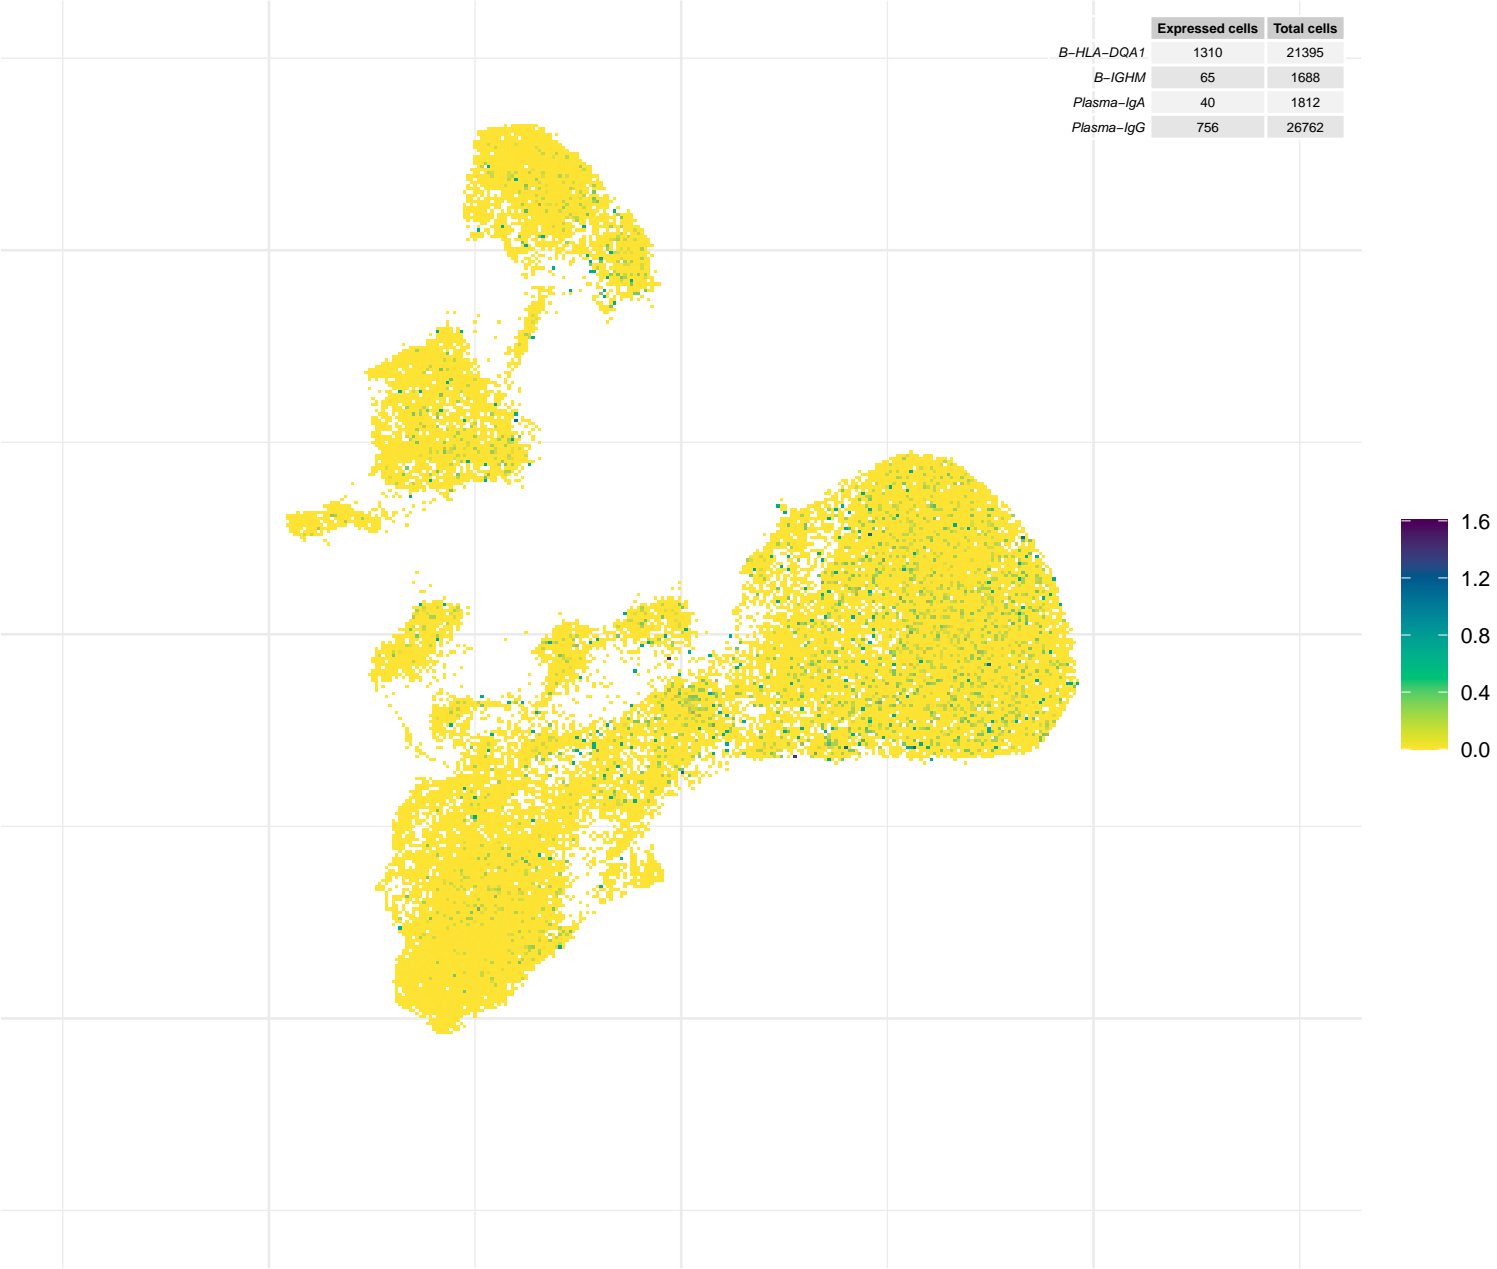 Expressed cells Total cells
B−HLA−DQA1 1310 21395
B−IGHM 65 1688
Plasma−IgA 40 1812
Plasma−IgG 756 26762
1.6
1.2
0.8
0.4
0.0